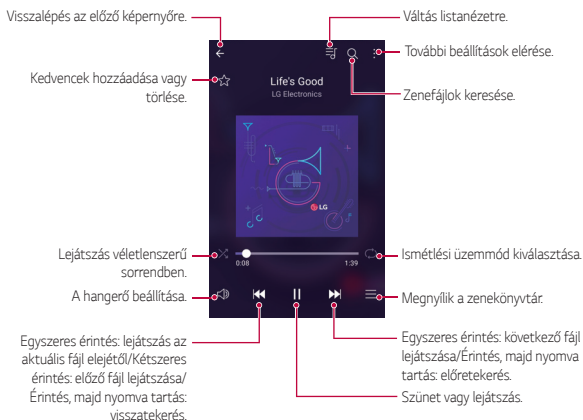 Visszalépés az előző képernyőre.
Kedvencek hozzáadása vagy
törlése.
Lejátszás véletlenszerű
sorrendben.
A hangerő beállítása.
Egyszeres érintés: lejátszás az
aktuális fájl elejétől/Kétszeres
érintés: előző fájl lejátszása/
Érintés, majd nyomva tartás:
visszatekerés.
Life's Good
LG Electronics
LG
0:08
1:39
Váltás listanézetre.
További beállítások elérése.
Zenefájlok keresése.
Ismétlési üzemmód kiválasztása.
Megnyílik a zenekönyvtár.
Egyszeres érintés: következő fájl
lejátszása/Érintés, majd nyomva
tartás: előretekerés.
Szünet vagy lejátszás.